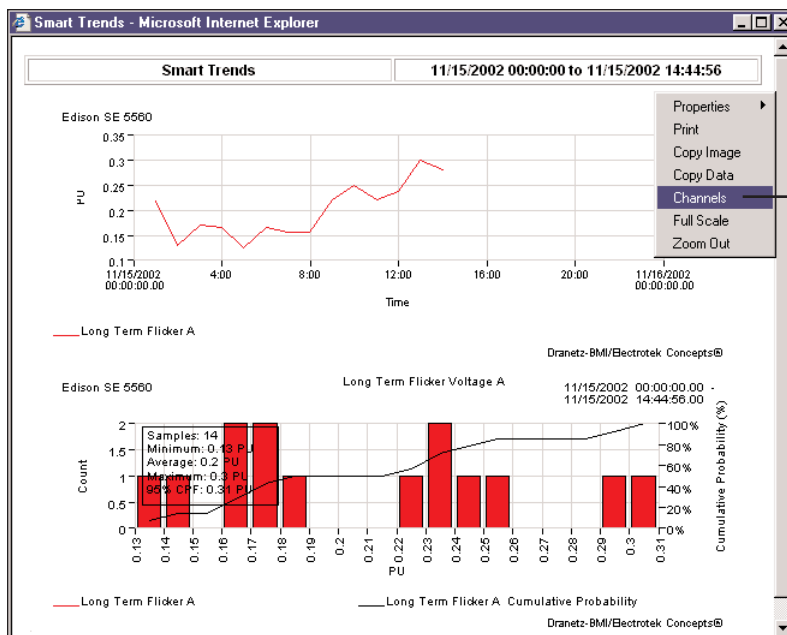 Smart Trends - Microsoft Internet Explorer
Smart Trends
11/15/2002 00:00:00 to 11/15/2002 14:44:56
Properties
Print
Copy Image
Copy Data
Channels
Full Scale
Zoom Out
Edison SE 5560
0.35
0.3
0.25
0.2
0.15
0.1
PU
11/15/2002
00:00:00.00
4:00
8:00
12:00
16:00
20:00
11/16/2002
00:00:00.00
Time
Long Term Flicker A
Dranetz-BMI/Electrotek Concepts®
Edison SE 5560
Long Term Flicker Voltage A
11/15/2002 00:00:00.00 -
11/15/2002 14:44:56.00
2
1.5
1
0.5
0
Count
Samples: 14
Minimum: 0.13 PU
Average: 0.2 PU
Maximum: 0.3 PU
95% CPF: 0.31 PU
100%
80%
60%
40%
20%
0%
Cumulative Probability (%)
0.13
0.14
0.15
0.16
0.17
0.18
0.19
0.2
0.21
0.22
0.23
0.24
0.25
0.26
0.27
0.28
0.29
0.3
0.31
PU
Long Term Flicker A
Long Term Flicker A Cumulative Probability
Dranetz-BMI/Electrotek Concepts®